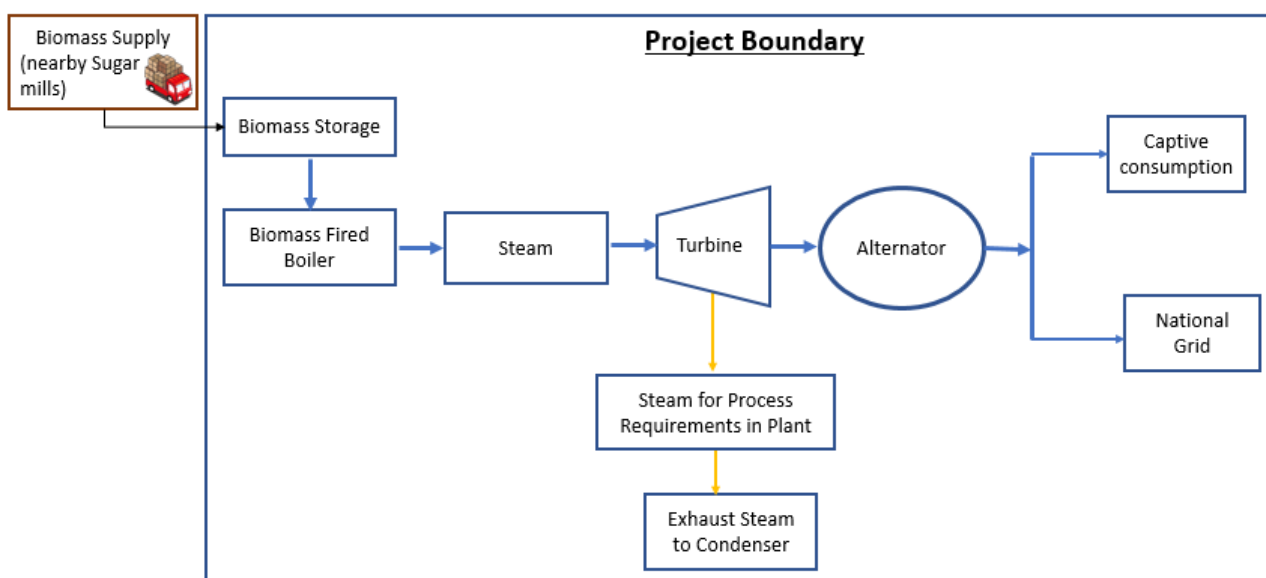 Biomass Supply
(nearby Sugar
mills)
Project Boundary
Biomass Storage
Captive
consumption
Biomass Fired
Boiler
Steam
Turbine
Alternator
National
Grid
Steam for Process
Requirements in Plant
Exhaust Steam
to Condenser